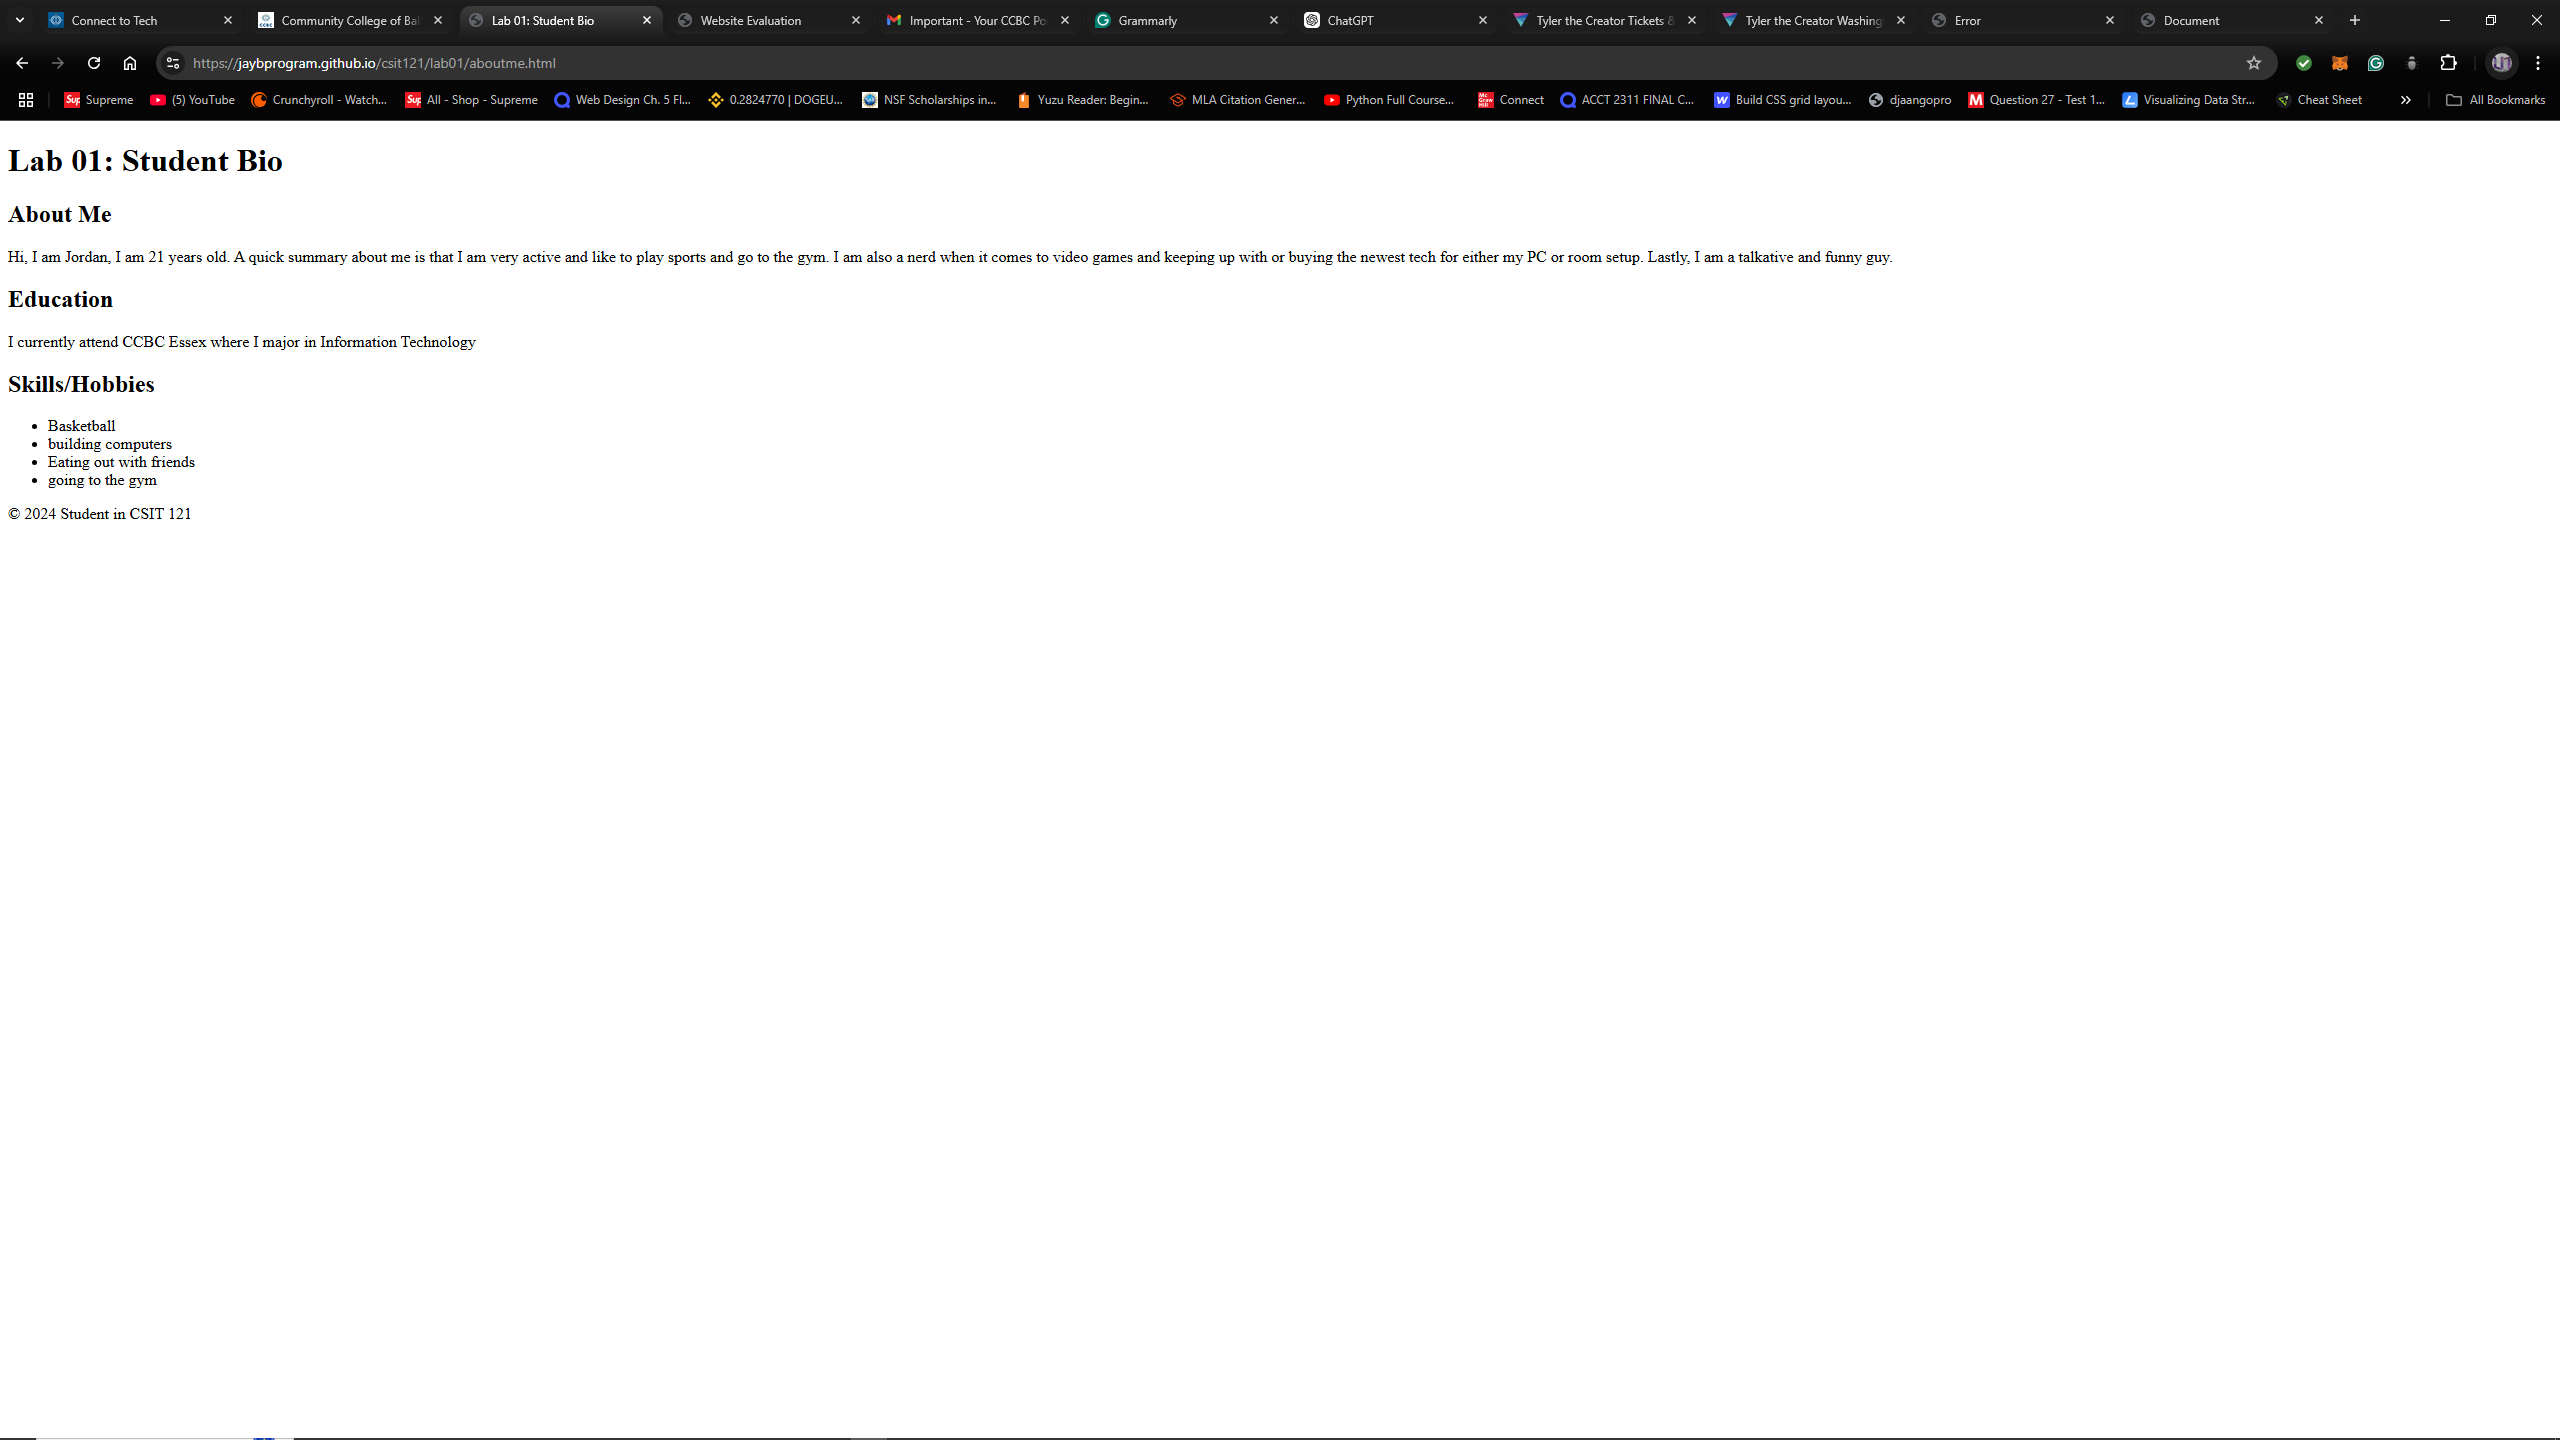 Connect to Tech
Community College of Bal
Lab 01: Student Bio
Website Evaluation
Important - Your CCBC Po
Grammarly
ChatGPT
Tyler the Creator Tickets &
Tyler the Creator Washing
Error
Document
https://jaybprogram.github.io/csit121/lab01/aboutme.html
Supreme
(5) YouTube
Crunchyroll - Watch...
All - Shop - Supreme
Web Design Ch. 5 Fl...
0.2824770 | DOGEU...
NSF Scholarships in...
Yuzu Reader: Begin...
MLA Citation Gener...
Python Full Course...
Connect
ACCT 2311 FINAL C...
Build CSS grid layou...
djaangopro
Question 27 - Test 1...
Visualizing Data Str...
Cheat Sheet
All Bookmarks
Lab 01: Student Bio
About Me
Hi, I am Jordan, I am 21 years old. A quick summary about me is that I am very active and like to play sports and go to the gym. I am also a nerd when it comes to video games and keeping up with or buying the newest tech for either my PC or room setup. Lastly, I am a talkative and funny guy.
Education
I currently attend CCBC Essex where I major in Information Technology
Skills/Hobbies
• Basketball
• building computers
• Eating out with friends
• going to the gym
© 2024 Student in CSIT 121